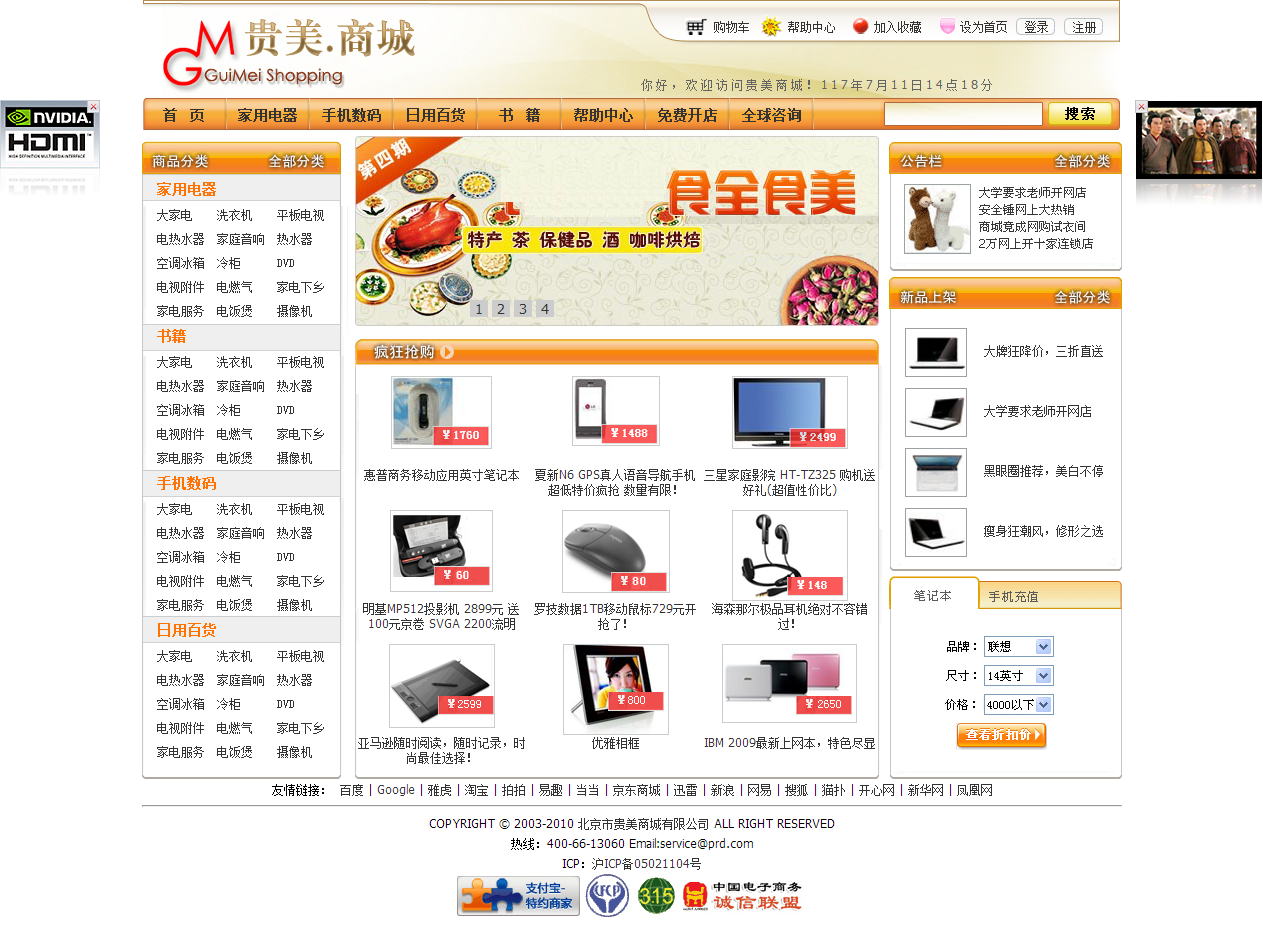 贵美.商城
GuiMei Shopping
购物车 帮助中心 加入收藏 设为首页 登录 注册
你好，欢迎访问贵美商城！117年7月11日14点18分
首 页 家用电器 手机数码 日用百货 书 籍 帮助中心 免费开店 全球咨询 搜索
NVIDIA.
HDMI
HIGH DEFINITION MULTIMEDIA INTERFACE
商品分类 全部分类
家用电器
大家电 洗衣机 平板电视
电热水器 家庭音响 热水器
空调冰箱 冷柜 DVD
电视附件 电燃气 家电下乡
家电服务 电饭煲 摄像机
书籍
大家电 洗衣机 平板电视
电热水器 家庭音响 热水器
空调冰箱 冷柜 DVD
电视附件 电燃气 家电下乡
家电服务 电饭煲 摄像机
手机数码
大家电 洗衣机 平板电视
电热水器 家庭音响 热水器
空调冰箱 冷柜 DVD
电视附件 电燃气 家电下乡
家电服务 电饭煲 摄像机
日用百货
大家电 洗衣机 平板电视
电热水器 家庭音响 热水器
空调冰箱 冷柜 DVD
电视附件 电燃气 家电下乡
家电服务 电饭煲 摄像机
第四期
食全食美
特产 茶 保健品 酒 咖啡烘焙
1 2 3 4
疯狂抢购
¥1760 ¥1488 ¥2499
惠普商务移动应用英寸笔记本
夏新N6 GPS真人语音导航手机
超低特价疯抢 数量有限！
三星家庭影院 HT-TZ325 购机送
好礼(超值性价比)
¥60 ¥80 ¥148
明基MP512投影机 2899元 送
100元京卷 SVGA 2200流明
罗技数据1TB移动鼠标729元开
抢了！
海森那尔极品耳机绝对不容错
过！
¥2599 ¥800 ¥2650
亚马逊随时阅读，随时记录，时
尚最佳选择！
优雅相框
IBM 2009最新上网本，特色尽显
公告栏 全部分类
大学要求老师开网店
安全锤网上大热销
商城竟成网购试衣间
2万网上开十家连锁店
新品上架 全部分类
大牌狂降价，三折直送
大学要求老师开网店
黑眼圈推荐，美白不停
瘦身狂潮风，修形之选
笔记本 手机充值
品牌： 联想
尺寸： 14英寸
价格： 4000以下
查看折扣价
友情链接： 百度 | Google | 雅虎 | 淘宝 | 拍拍 | 易趣 | 当当 | 京东商城 | 迅雷 | 新浪 | 网易 | 搜狐 | 猫扑 | 开心网 | 新华网 | 凤凰网
COPYRIGHT © 2003-2010 北京市贵美商城有限公司 ALL RIGHT RESERVED
热线：400-66-13060 Email:service@prd.com
ICP：沪ICP备05021104号
支付宝-
特约商家
315
中国电子商务
诚信联盟